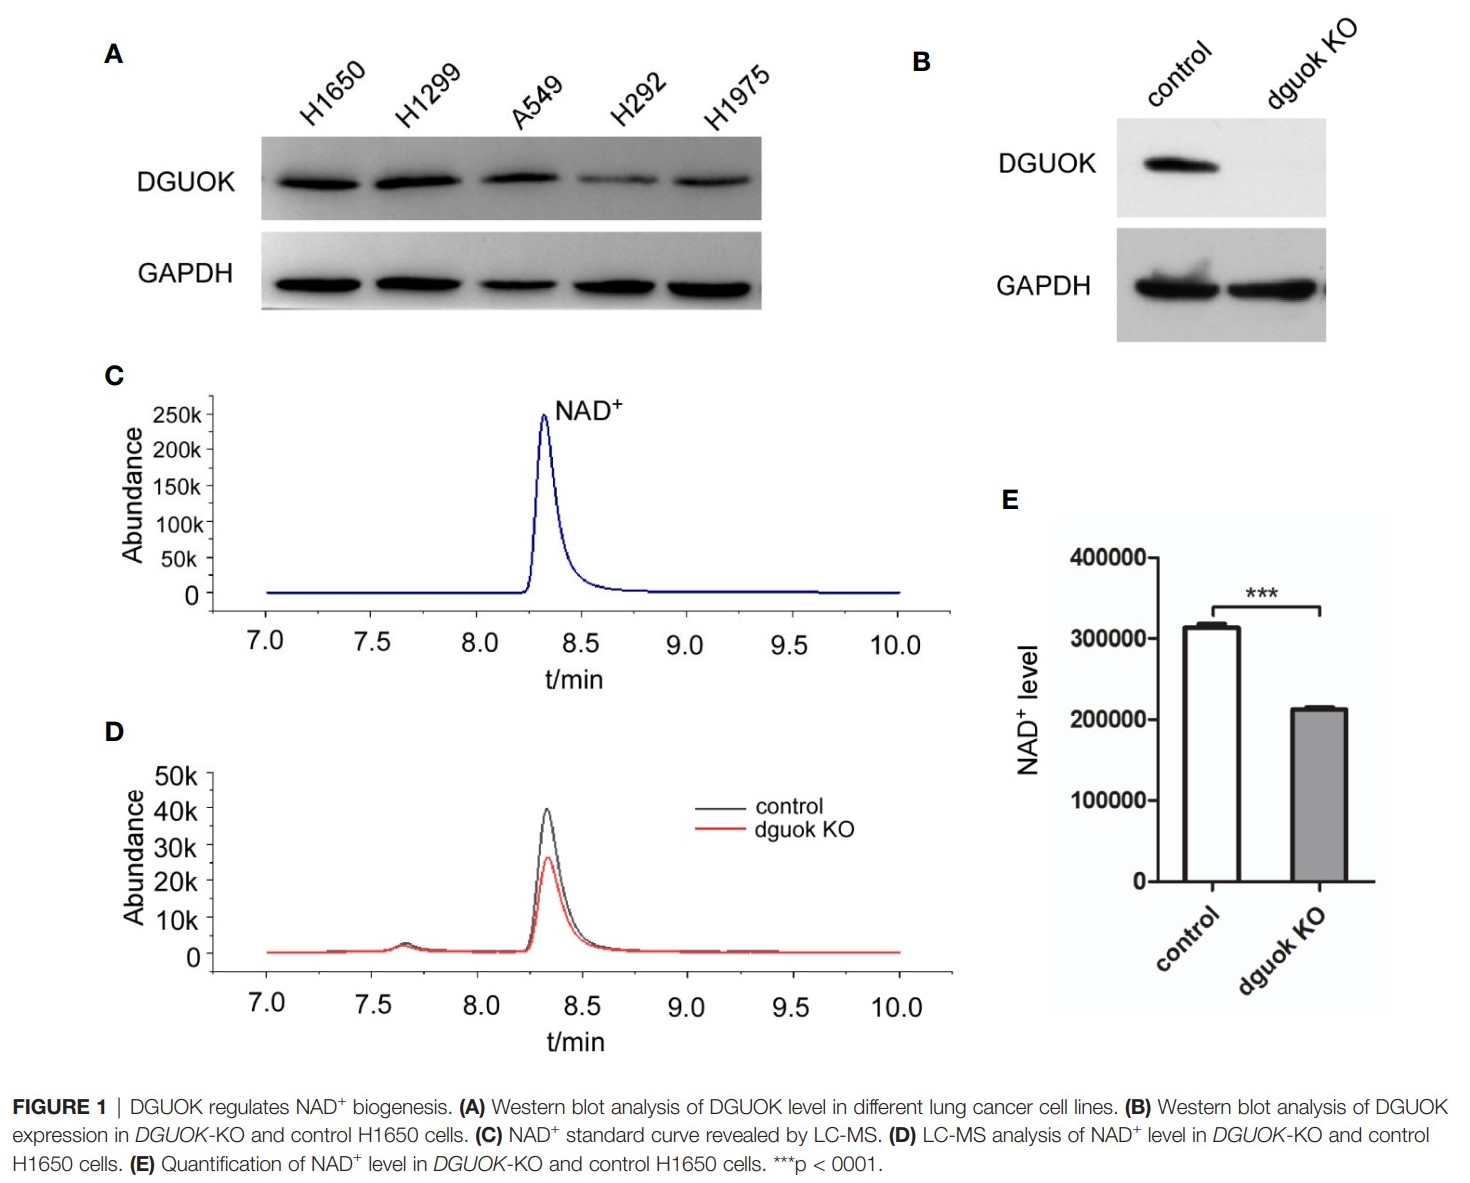 A
H1650
H1299
A549
H292
H1975
DGUOK
GAPDH
B
control
dguok KO
DGUOK
GAPDH
C
Abundance
250k
200k
150k
100k
50k
0
NAD⁺
7.0 7.5 8.0 8.5 9.0 9.5 10.0
t/min
D
Abundance
50k
40k
30k
20k
10k
0
control
dguok KO
7.0 7.5 8.0 8.5 9.0 9.5 10.0
t/min
E
NAD⁺ level
400000
300000
200000
100000
0
***
control
dguok KO
FIGURE 1 | DGUOK regulates NAD⁺ biogenesis. (A) Western blot analysis of DGUOK level in different lung cancer cell lines. (B) Western blot analysis of DGUOK
expression in DGUOK-KO and control H1650 cells. (C) NAD⁺ standard curve revealed by LC-MS. (D) LC-MS analysis of NAD⁺ level in DGUOK-KO and control
H1650 cells. (E) Quantification of NAD⁺ level in DGUOK-KO and control H1650 cells. ***p < 0001.